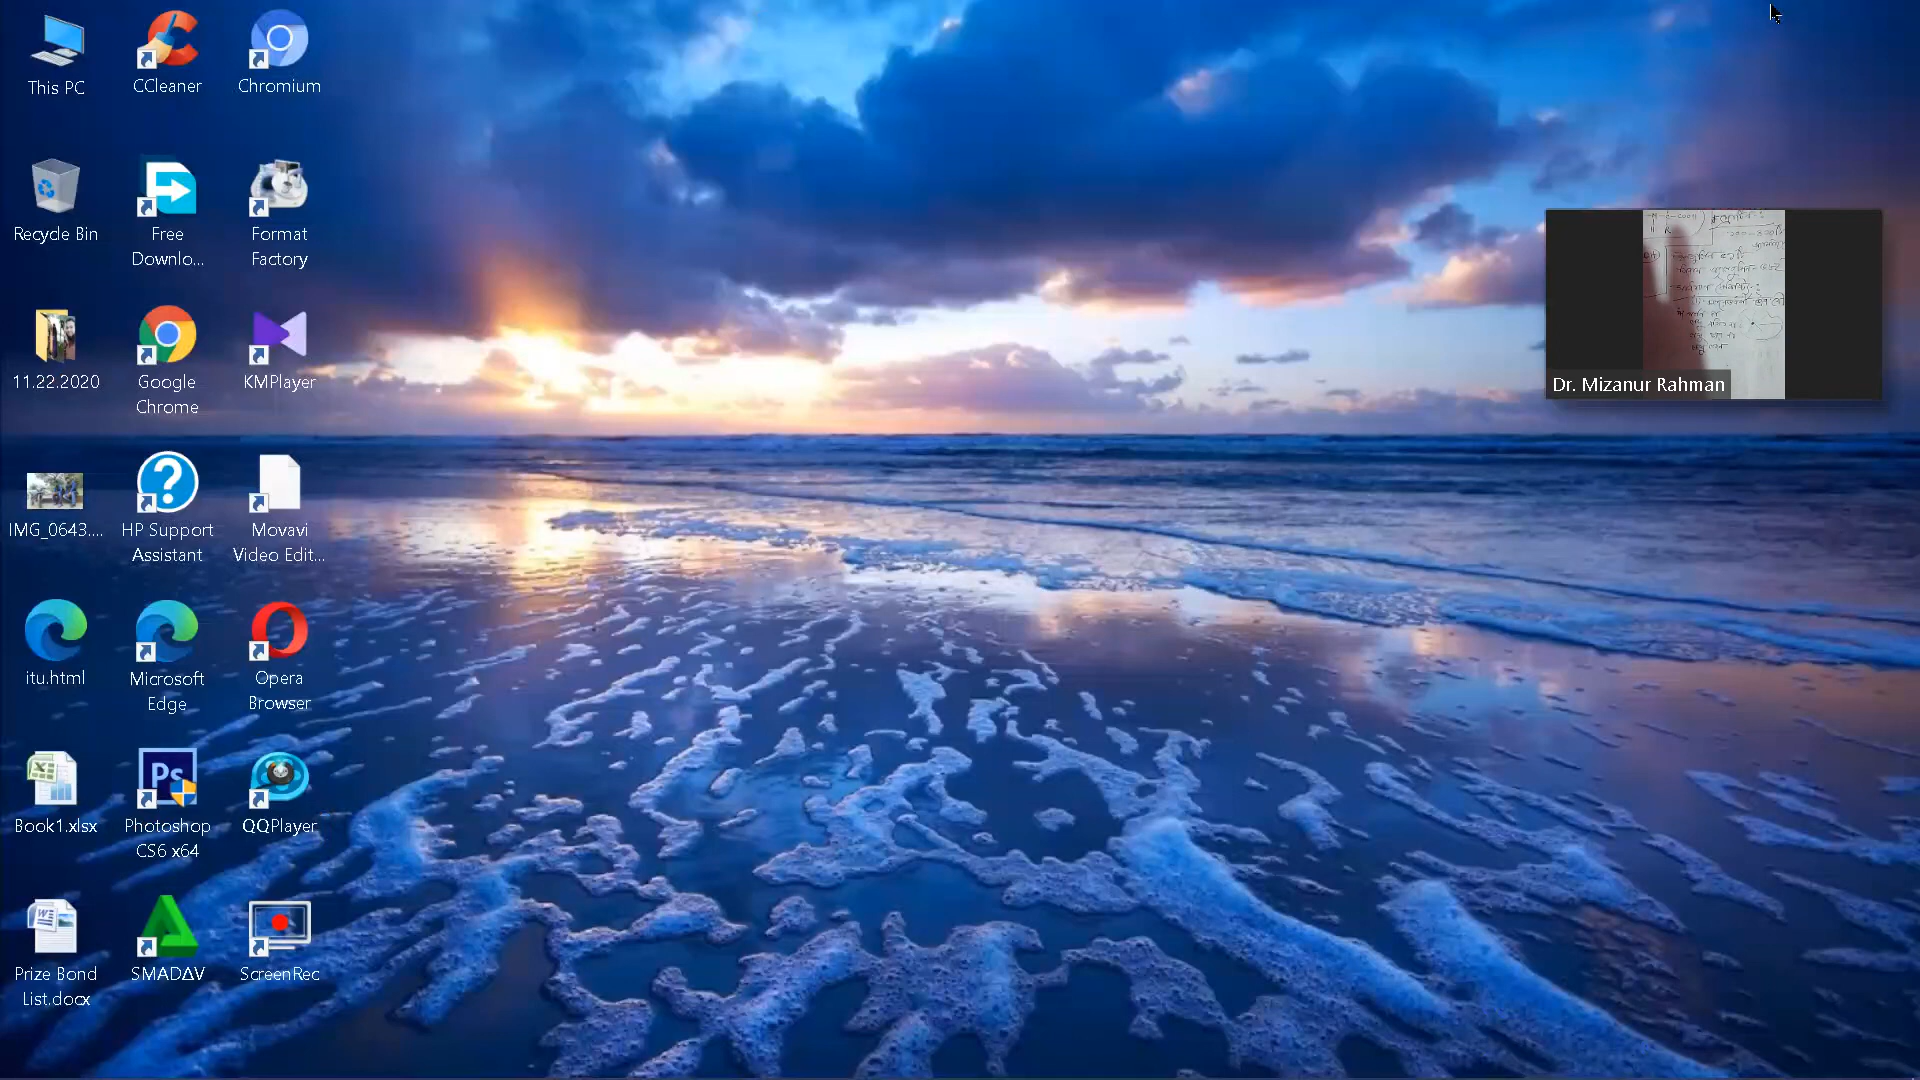 This PC
CCleaner
Chromium
Recycle Bin
Free
Downlo...
Format
Factory
11.22.2020
Google
Chrome
KMPlayer
IMG_0643....
HP Support
Assistant
Movavi
Video Edit...
itu.html
Microsoft
Edge
Opera
Browser
Book1.xlsx
Photoshop
CS6 x64
QQPlayer
Prize Bond
List.docx
SMADΔV
ScreenRec
Ps
Dr. Mizanur Rahman